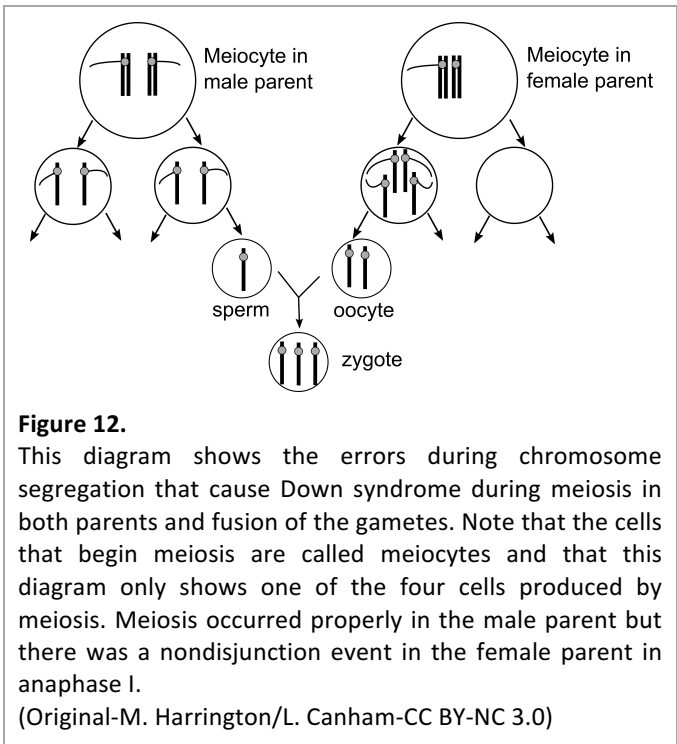 Meiocyte in
male parent
Meiocyte in
female parent
sperm
oocyte
zygote
Figure 12.
This diagram shows the errors during chromosome
segregation that cause Down syndrome during meiosis in
both parents and fusion of the gametes. Note that the cells
that begin meiosis are called meiocytes and that this
diagram only shows one of the four cells produced by
meiosis. Meiosis occurred properly in the male parent but
there was a nondisjunction event in the female parent in
anaphase I.
(Original-M. Harrington/L. Canham-CC BY-NC 3.0)